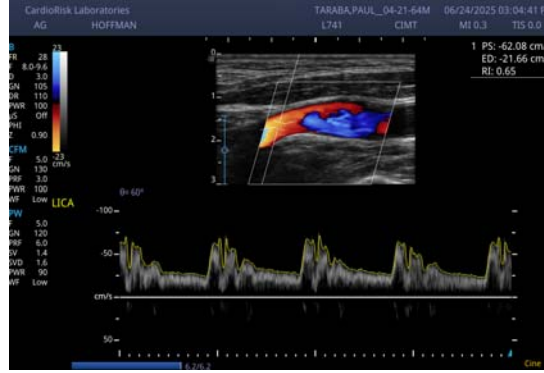 CardioRisk Laboratories TARABA,PAUL__04-21-64M 06/24/2025 03:04:41 P
AG HOFFMAN L741 CIMT MI 0.3 TIS 0.0
B
FR 28
F 8.0-9.6
D 3.0
GN 105
DR 110
PWR 100
µS Off
PHI
Z 0.90
CFM
F 5.0
GN 130
PRF 3.0
PWR 100
WF Low
PW
F 5.0
GN 120
PRF 6.0
SV 1.4
SVD 1.6
PWR 90
WF Low
23
-23
cm/s
LICA
0
1
2
3
1 PS: -62.08 cm/
ED: -21.66 cm/
RI: 0.65
θ= 60°
-100
-50
cm/s
50
6.2/6.2
Cine